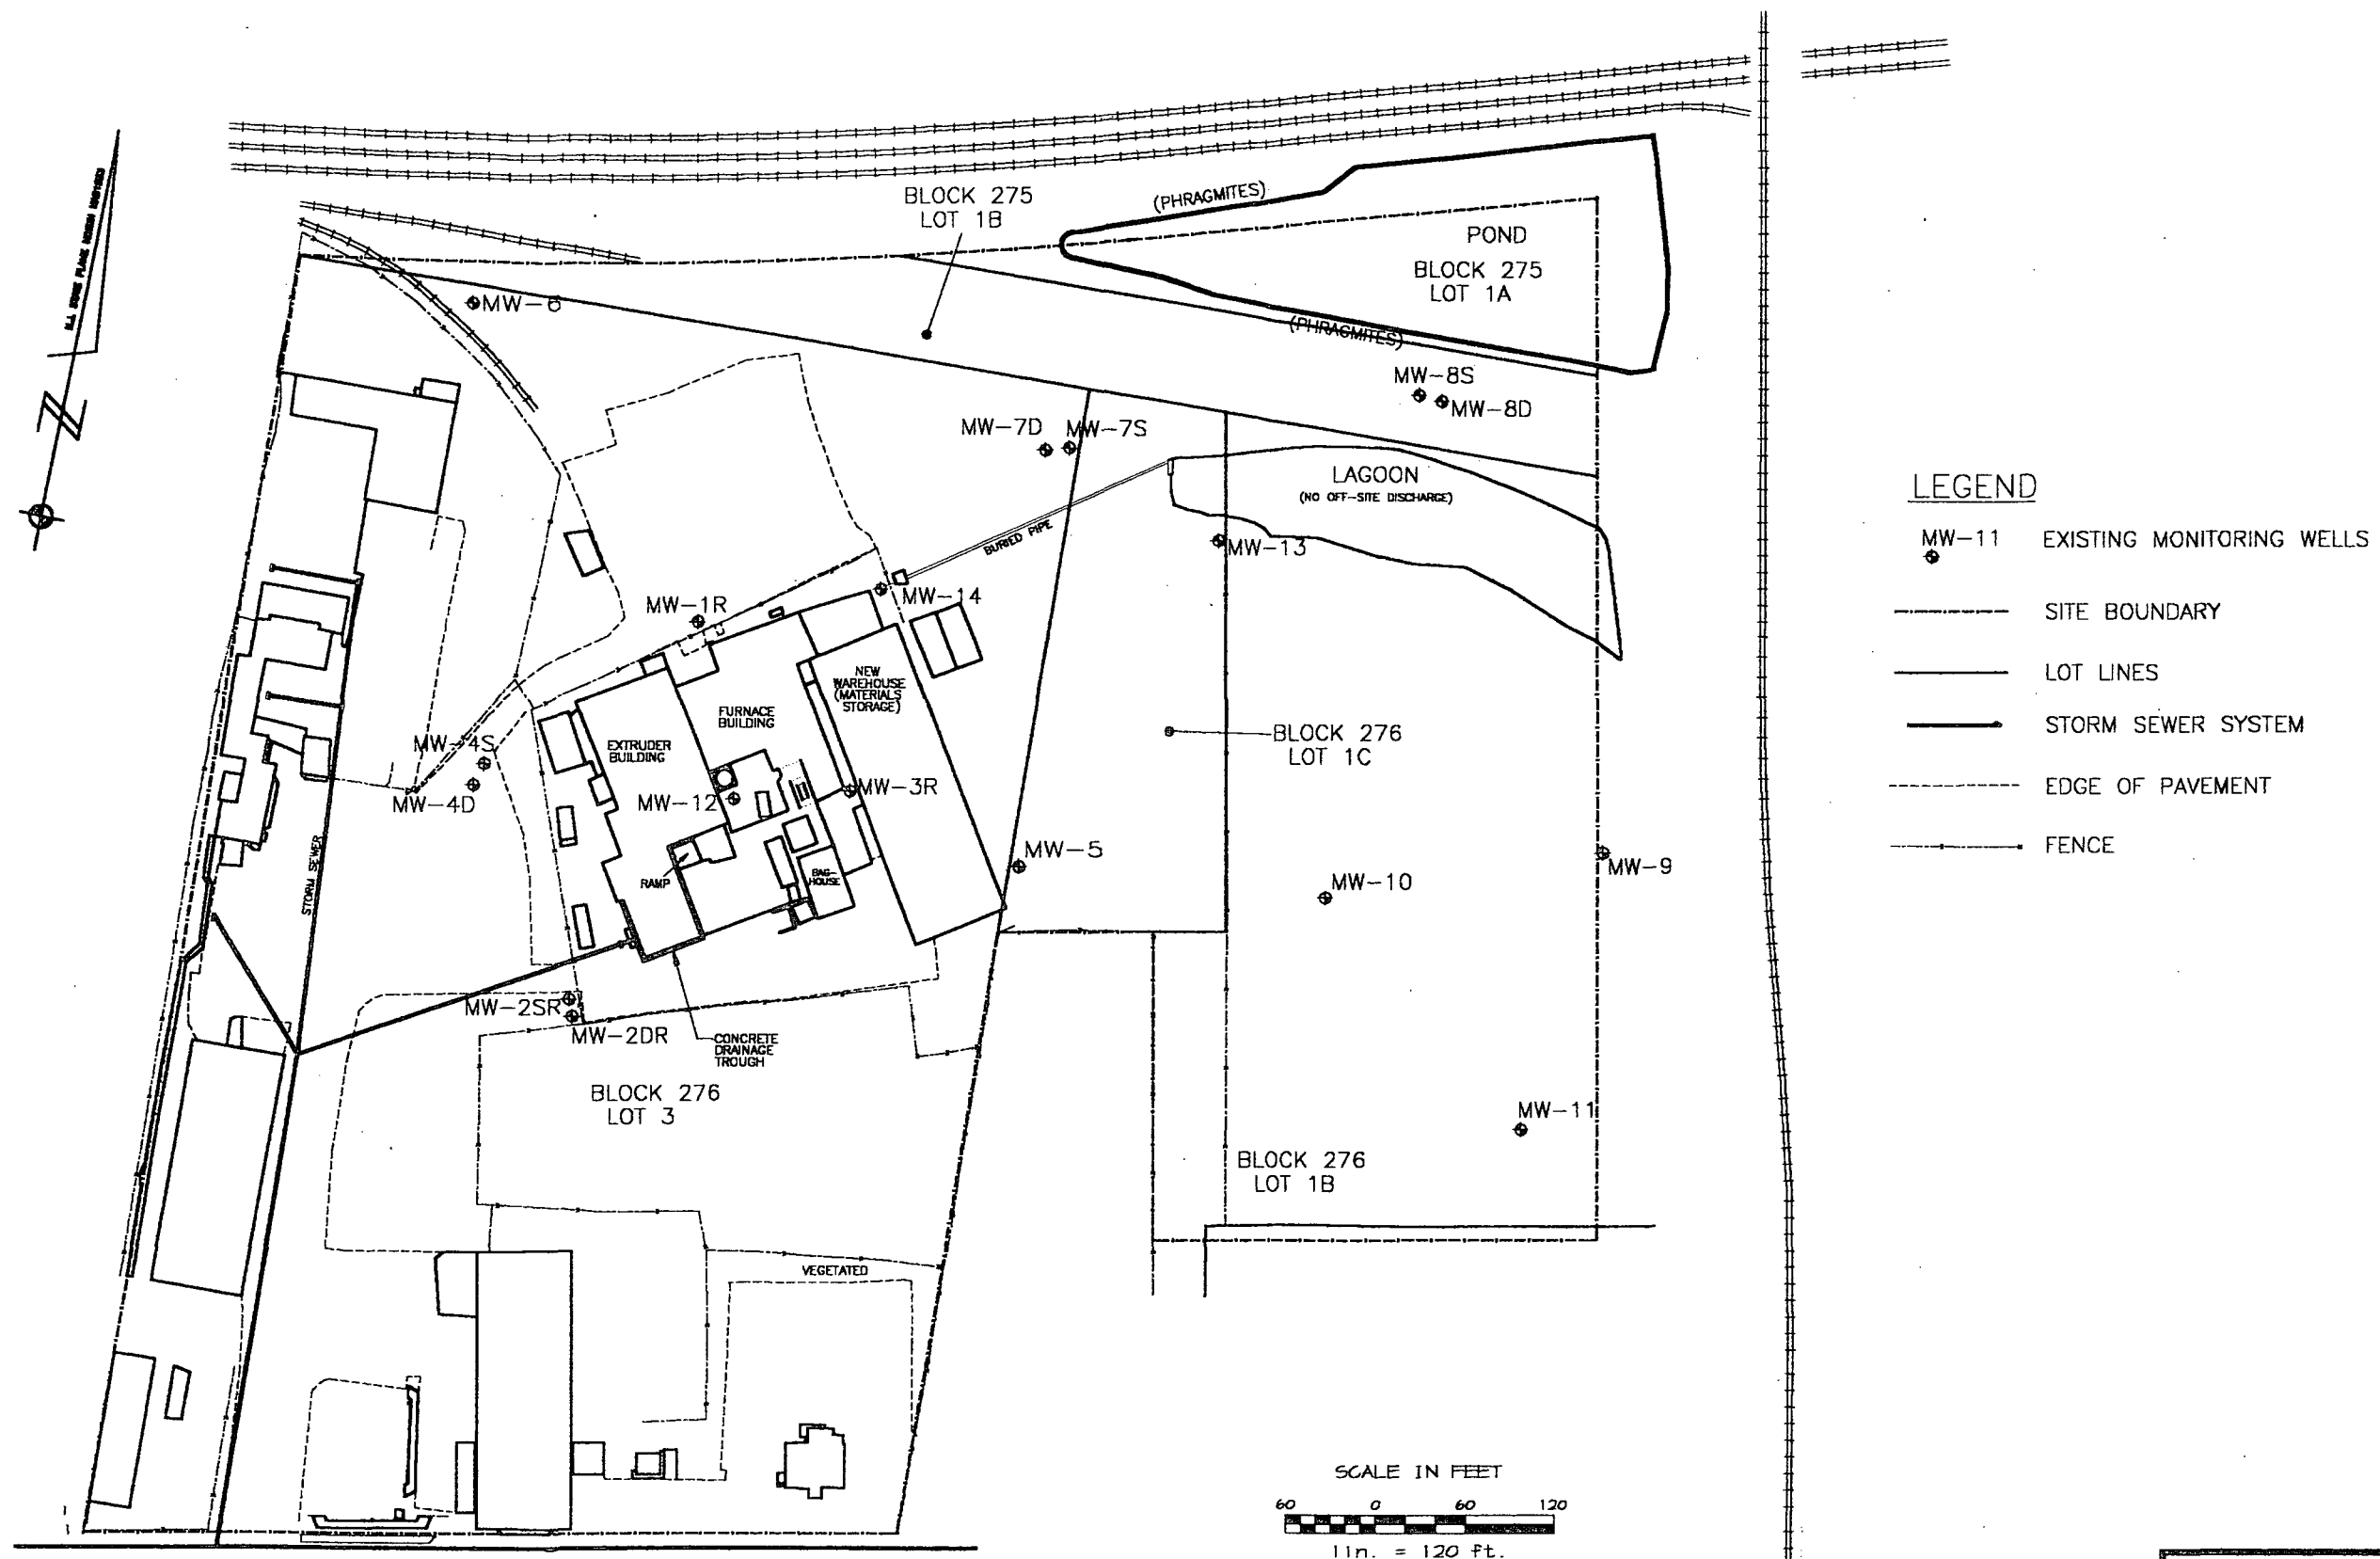 BLOCK 275
LOT 1B
(PHRAGMITES)
POND
BLOCK 275
LOT 1A
(PHRAGMITES)
MW-6
MW-8S
MW-8D
MW-7D
MW-7S
LAGOON
(NO OFF-SITE DISCHARGE)
BURIED PIPE
MW-13
MW-14
MW-1R
NEW
WAREHOUSE
(MATERIALS
STORAGE)
FURNACE
BUILDING
EXTRUDER
BUILDING
MW-4S
MW-4D
MW-12
MW-3R
BLOCK 276
LOT 1C
MW-5
MW-10
MW-9
RAMP
BAG-
HOUSE
STORM SEWER
MW-2SR
MW-2DR
CONCRETE
DRAINAGE
TROUGH
BLOCK 276
LOT 3
MW-11
BLOCK 276
LOT 1B
VEGETATED
LEGEND
MW-11 EXISTING MONITORING WELLS
SITE BOUNDARY
LOT LINES
STORM SEWER SYSTEM
EDGE OF PAVEMENT
FENCE
SCALE IN FEET
60 0 60 120
1in. = 120 ft.